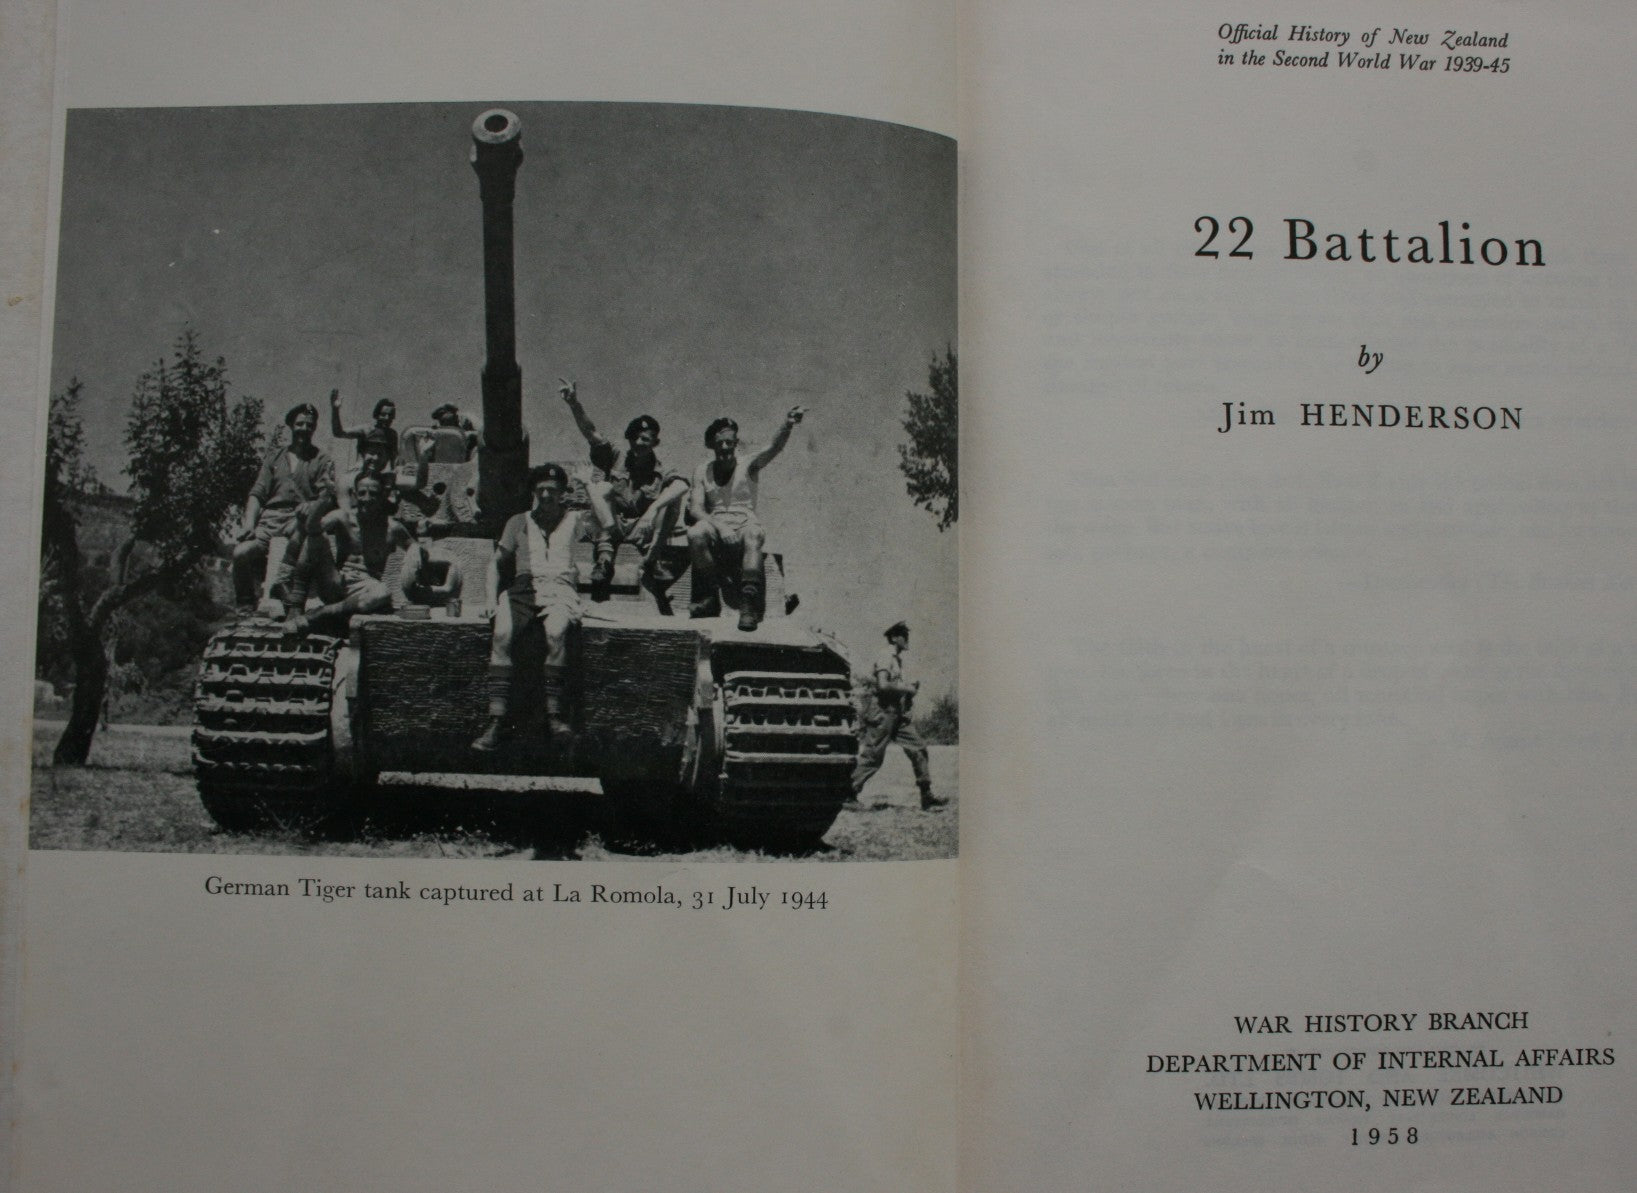 German Tiger tank captured at La Romola, 31 July 1944
Official History of New Zealand
in the Second World War 1939-45
22 Battalion
by
Jim HENDERSON
WAR HISTORY BRANCH
DEPARTMENT OF INTERNAL AFFAIRS
WELLINGTON, NEW ZEALAND
1958